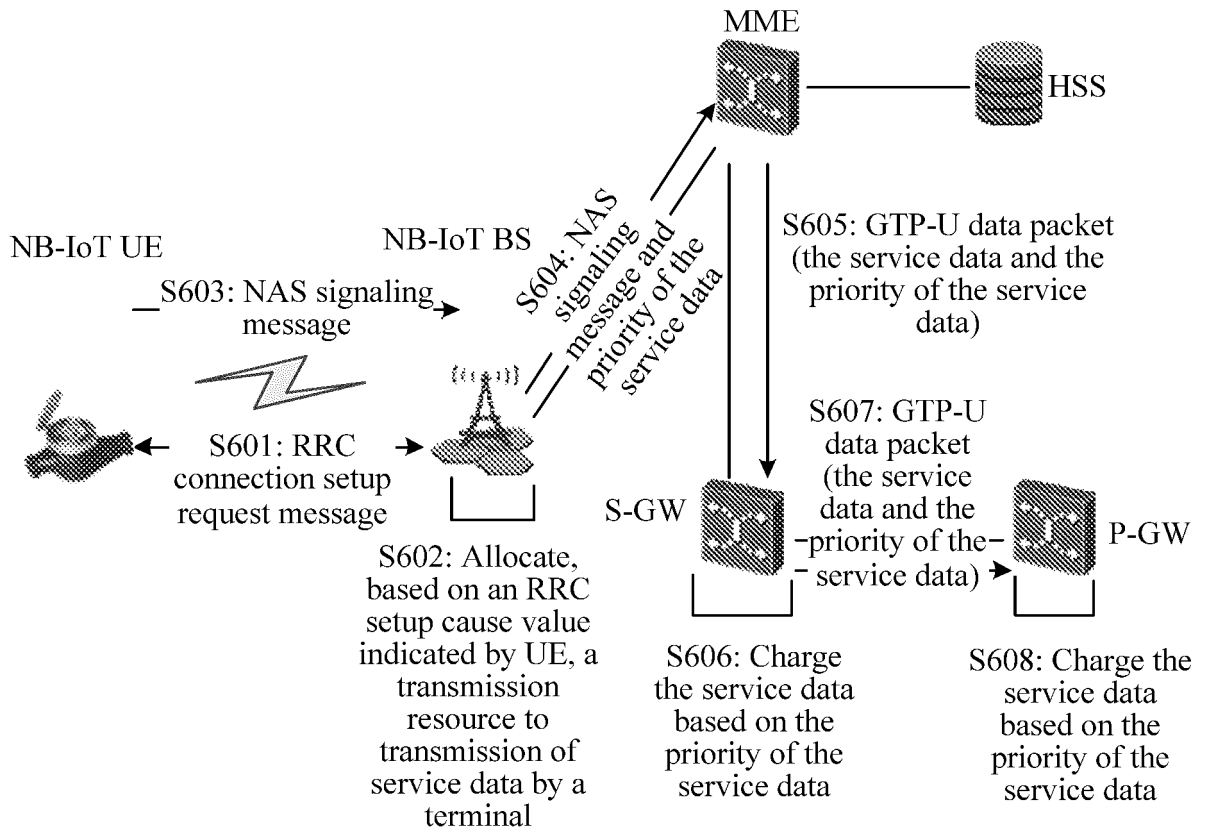 MME
HSS
NB-IoT UE
NB-IoT BS
S603: NAS signaling
message
S604: NAS
signaling
message and
priority of the
service data
S605: GTP-U data packet
(the service data and the
priority of the service
data)
S601: RRC
connection setup
request message
S607: GTP-U
data packet
(the service
data and the
priority of the
service data)
S-GW
P-GW
S602: Allocate,
based on an RRC
setup cause value
indicated by UE, a
transmission
resource to
transmission of
service data by a
terminal
S606: Charge
the service data
based on the
priority of the
service data
S608: Charge the
service data
based on the
priority of the
service data